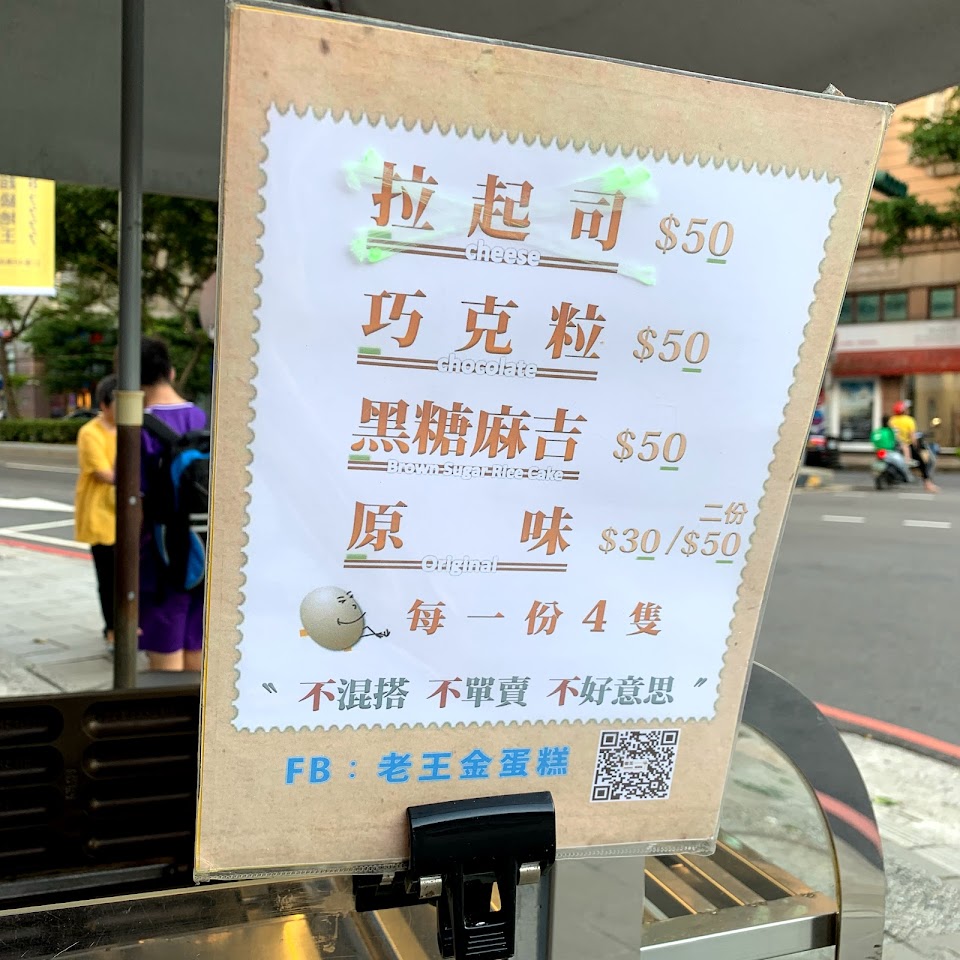 拉起司 $50
cheese
巧克粒 $50
chocolate
黑糖麻吉 $50
Brown Sugar Rice Cake
二份
原味 $30/$50
Original
每一份4隻
〝不混搭 不單賣 不好意思〞
FB：老王金蛋糕